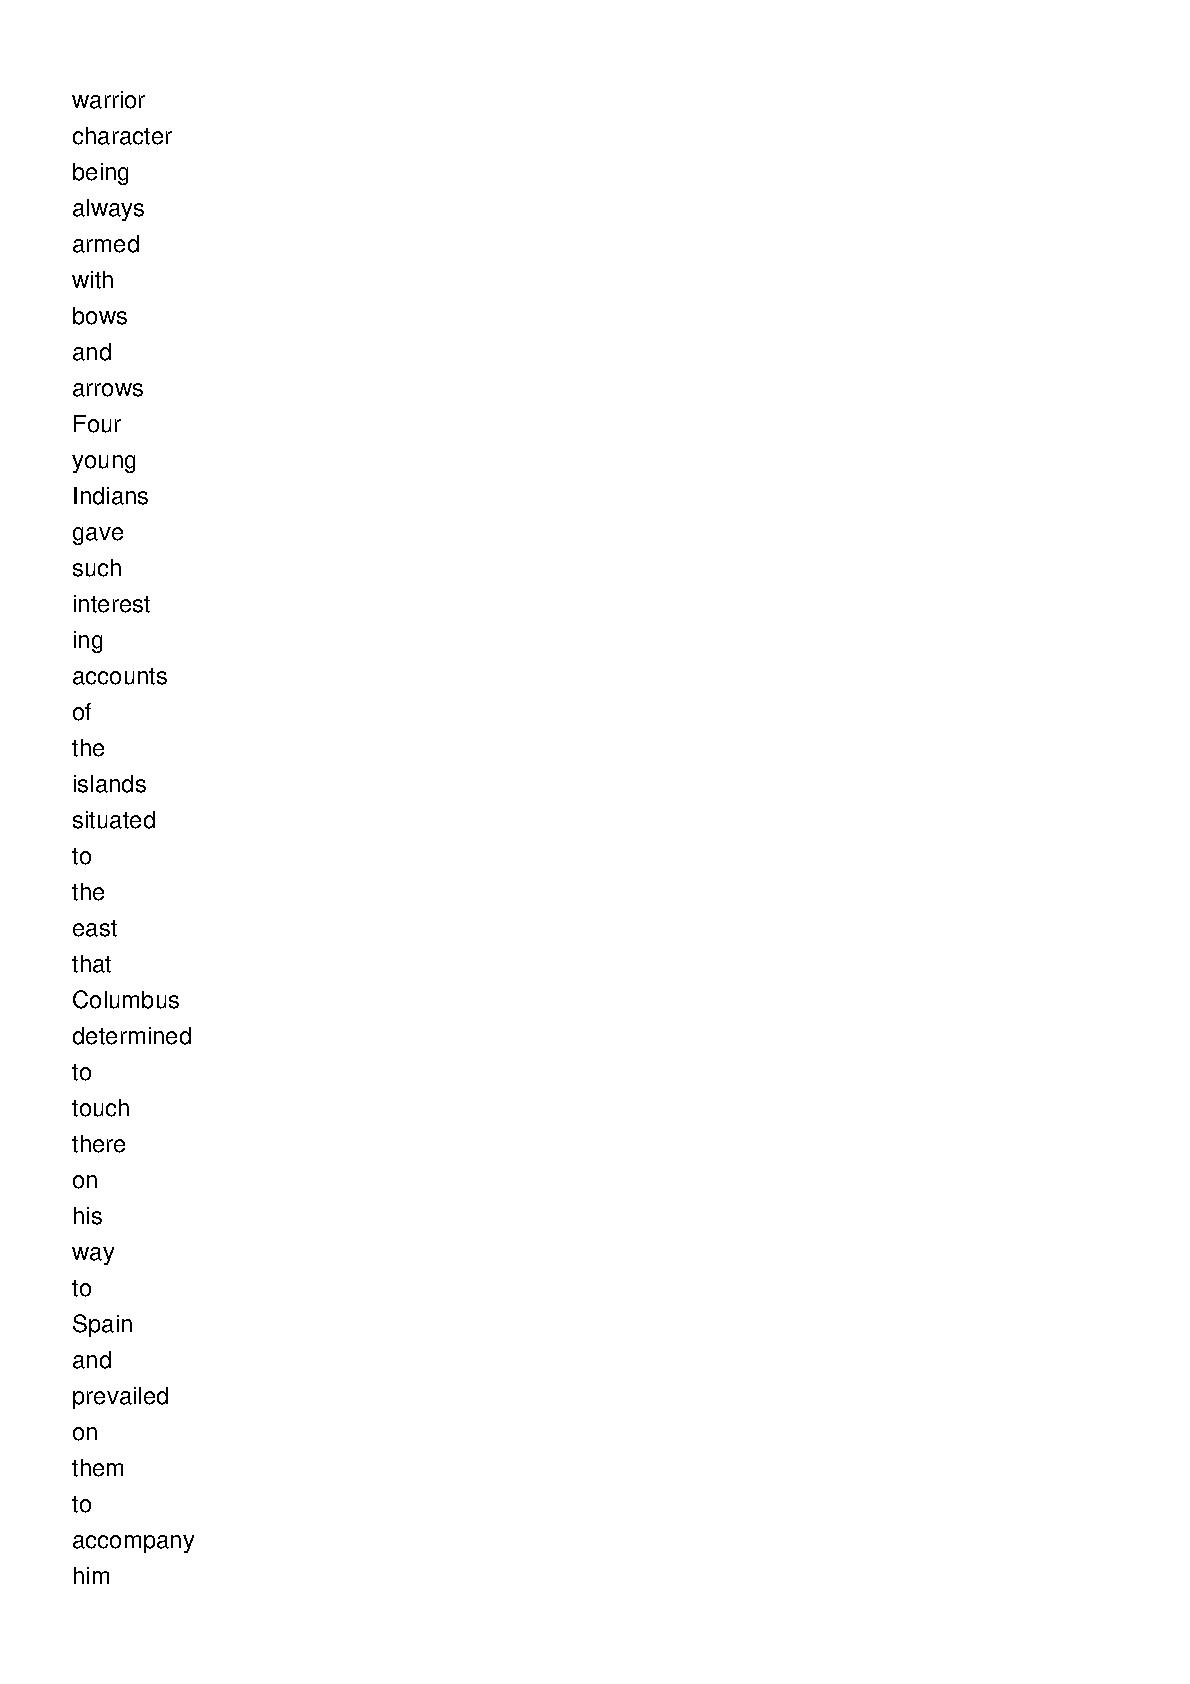 warrior
character
being
always
armed
with
bows
and
arrows
Four
young
Indians
gave
such
interest
ing
accounts
of
the
islands
situated
to
the
east
that
Columbus
determined
to
touch
there
on
his
way
to
Spain
and
prevailed
on
them
to
accompany
him